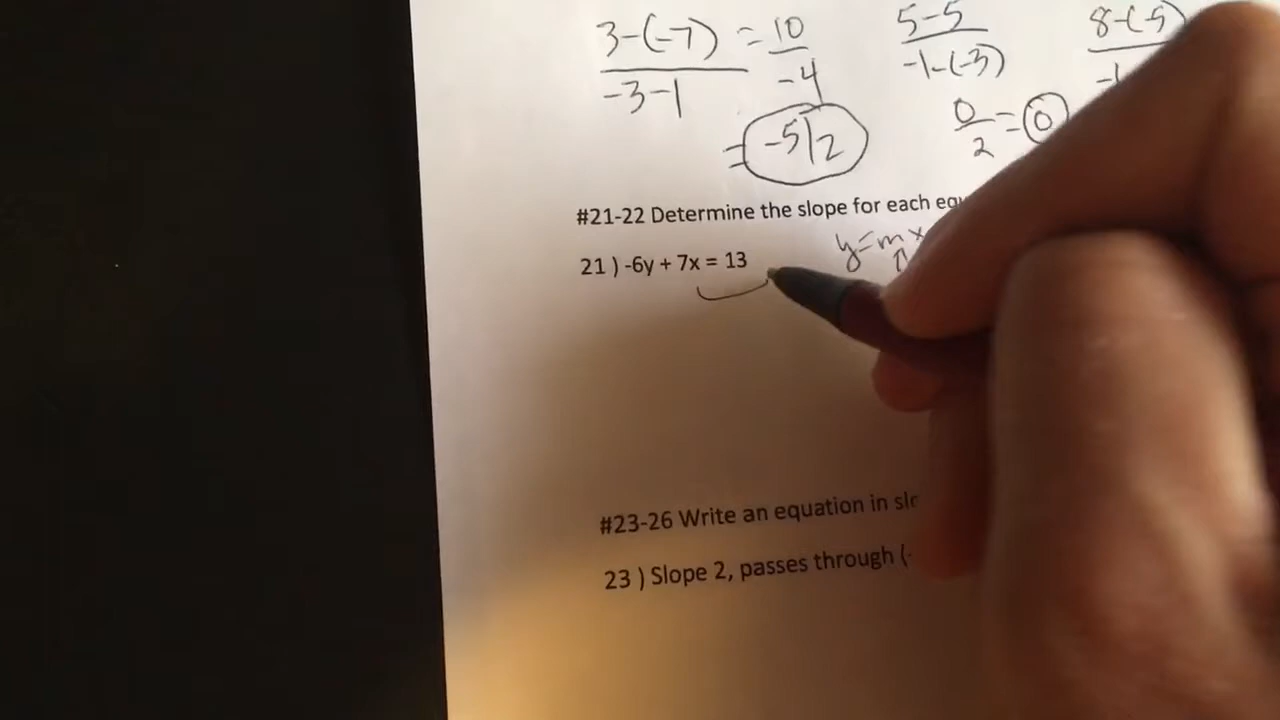 3-(-7) = 10 5-5 8-(-5)
-3-1 -4 -1-(-3)
= -5/2 0/2 = 0
#21-22 Determine the slope for each
21 ) -6y + 7x = 13 y=mx
#23-26 Write an equation in
23 ) Slope 2, passes through